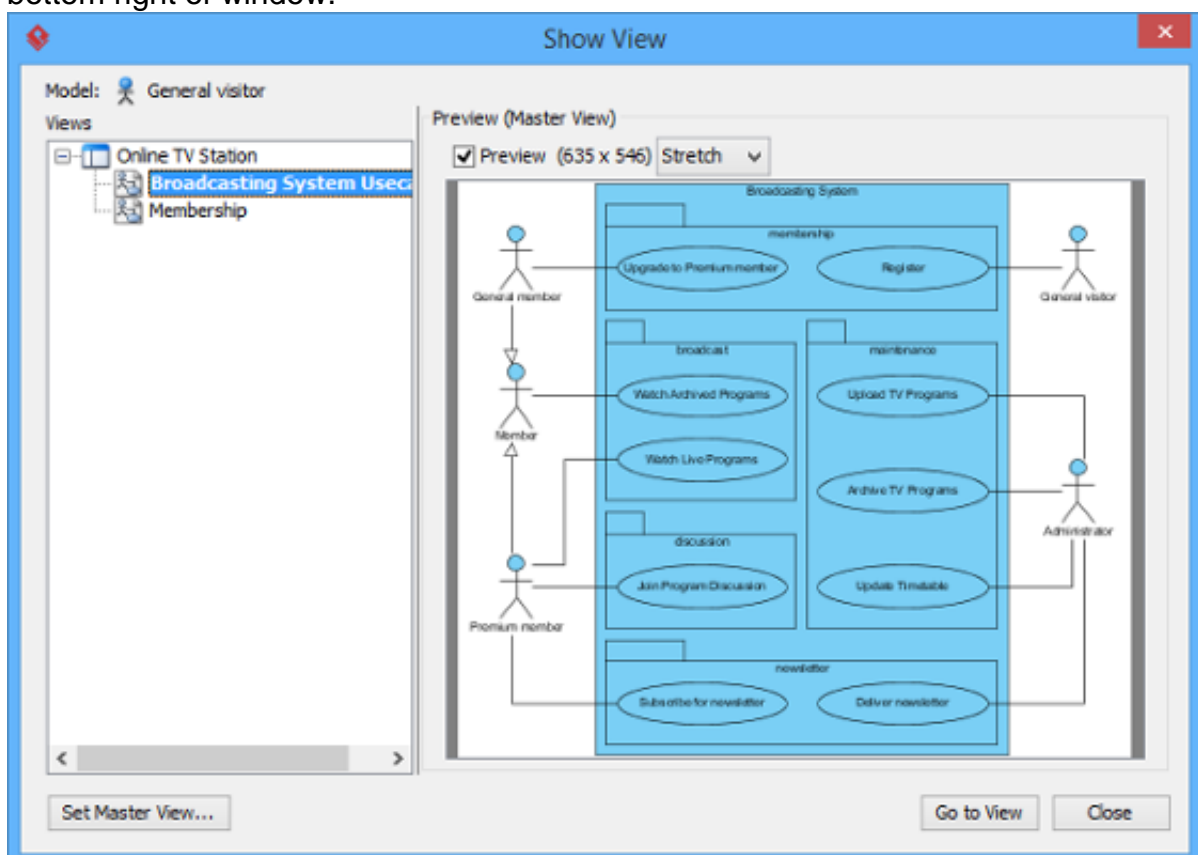 bottom right of window.
Show View
Model: General visitor
Views
Online TV Station
Broadcasting System Useca
Membership
Preview (Master View)
Preview (635 x 546) Stretch
Broadcasting System
membership
Upgrade to Premium member
Register
General member
General visitor
broadcast
maintenance
Watch Archived Programs
Upload TV Programs
Member
Watch Live Programs
Archive TV Programs
Administrator
discussion
Join Program Discussion
Update Timetable
Premium member
newsletter
Subscribe for newsletter
Deliver newsletter
Set Master View...
Go to View
Close